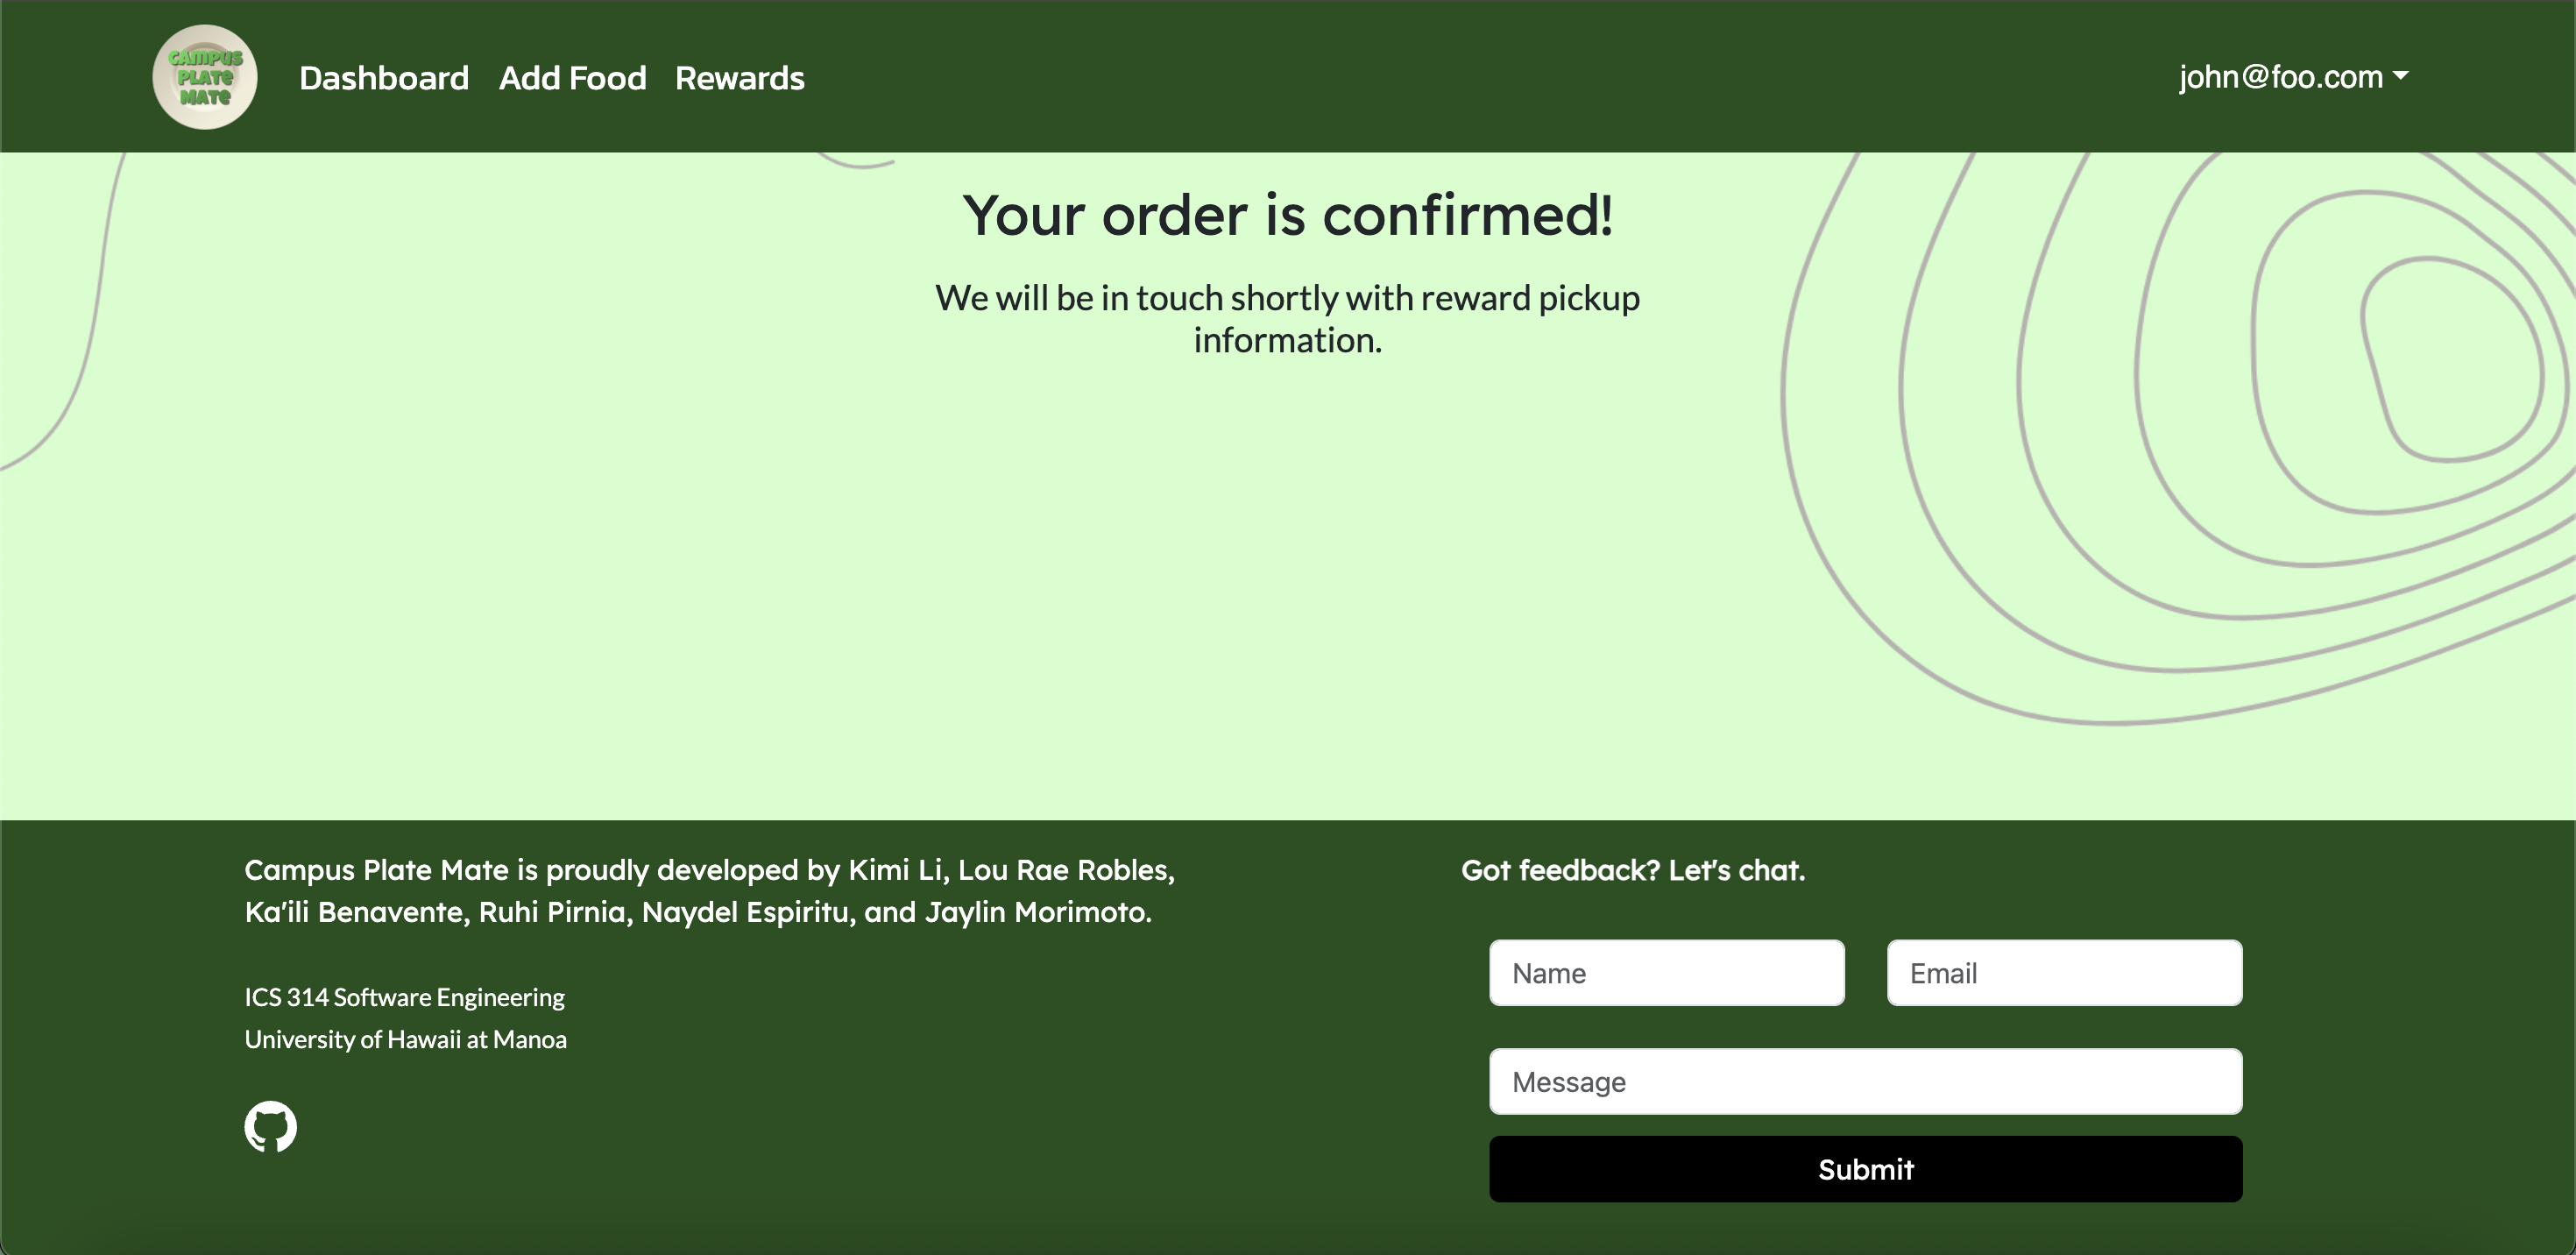 CAMPUS
PLATE
MATE
Dashboard Add Food Rewards
john@foo.com
Your order is confirmed!
We will be in touch shortly with reward pickup
information.
Campus Plate Mate is proudly developed by Kimi Li, Lou Rae Robles,
Ka'ili Benavente, Ruhi Pirnia, Naydel Espiritu, and Jaylin Morimoto.
ICS 314 Software Engineering
University of Hawaii at Manoa
Got feedback? Let's chat.
Name Email
Message
Submit